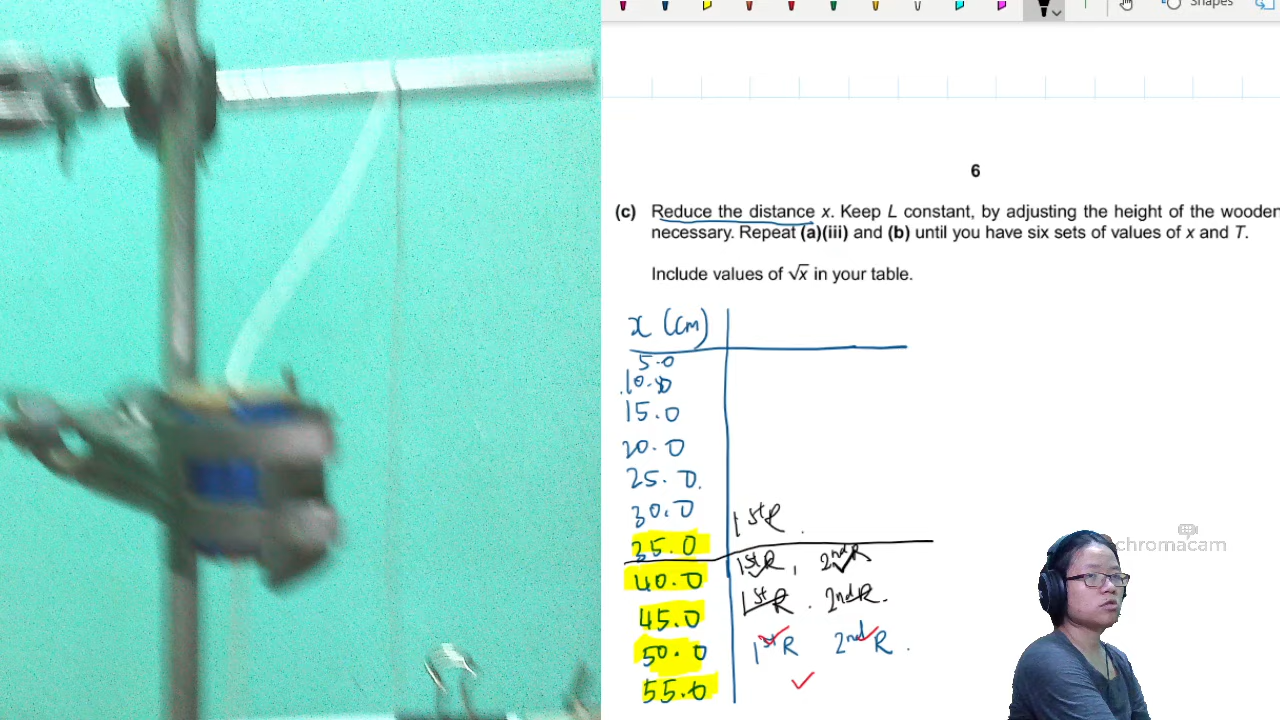 Shapes
6
(c) Reduce the distance x. Keep L constant, by adjusting the height of the wooden
necessary. Repeat (a)(iii) and (b) until you have six sets of values of x and T.
Include values of √x in your table.
x (cm)
5.0
10.0
15.0
20.0
25.0.
30.0
35.0 1st R.
40.0 1st R, 2nd R
45.0 1st R. 2nd R.
50.0 1st R 2nd R.
55.0
chromacam